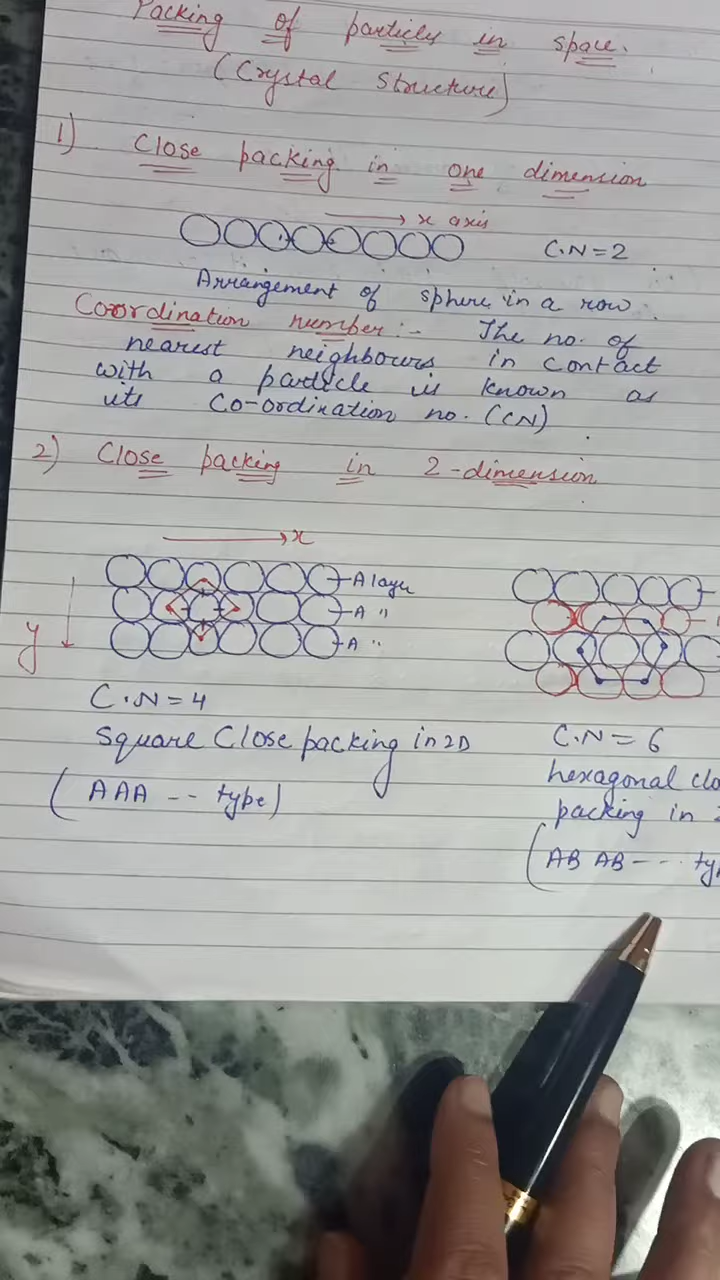 Packing of particles in space.
(Crystal Structure)
1) Close packing in one dimension
x axis
C.N=2
Arrangement of sphere in a row.
Coordination number:- The no. of
nearest neighbours in contact
with a particle is known as
its Co-ordination no. (CN)
2) Close packing in 2-dimension
x
A layer
A "
A "
y
C.N=4
Square Close packing in 2D
(AAA -- type)
C.N=6
hexagonal clo
packing in
(AB AB --- ty